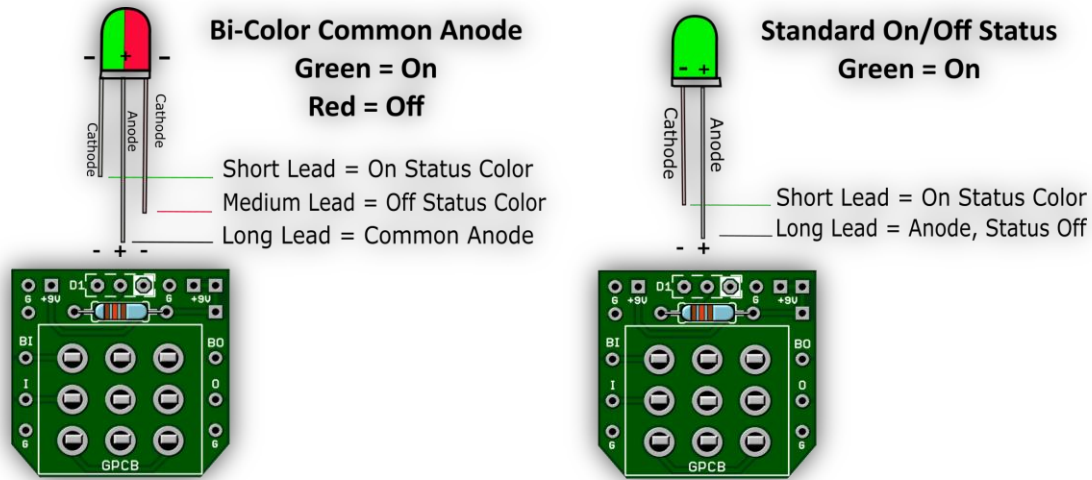 Bi-Color Common Anode
Green = On
Red = Off
- + -
Cathode
Anode
Cathode
Short Lead = On Status Color
Medium Lead = Off Status Color
Long Lead = Common Anode
- + -
G +9V D1 G +9V
BI BO
I O
G G
GPCB
Standard On/Off Status
Green = On
- +
Cathode
Anode
Short Lead = On Status Color
Long Lead = Anode, Status Off
- +
G +9V D1 G +9V
BI BO
I O
G G
GPCB